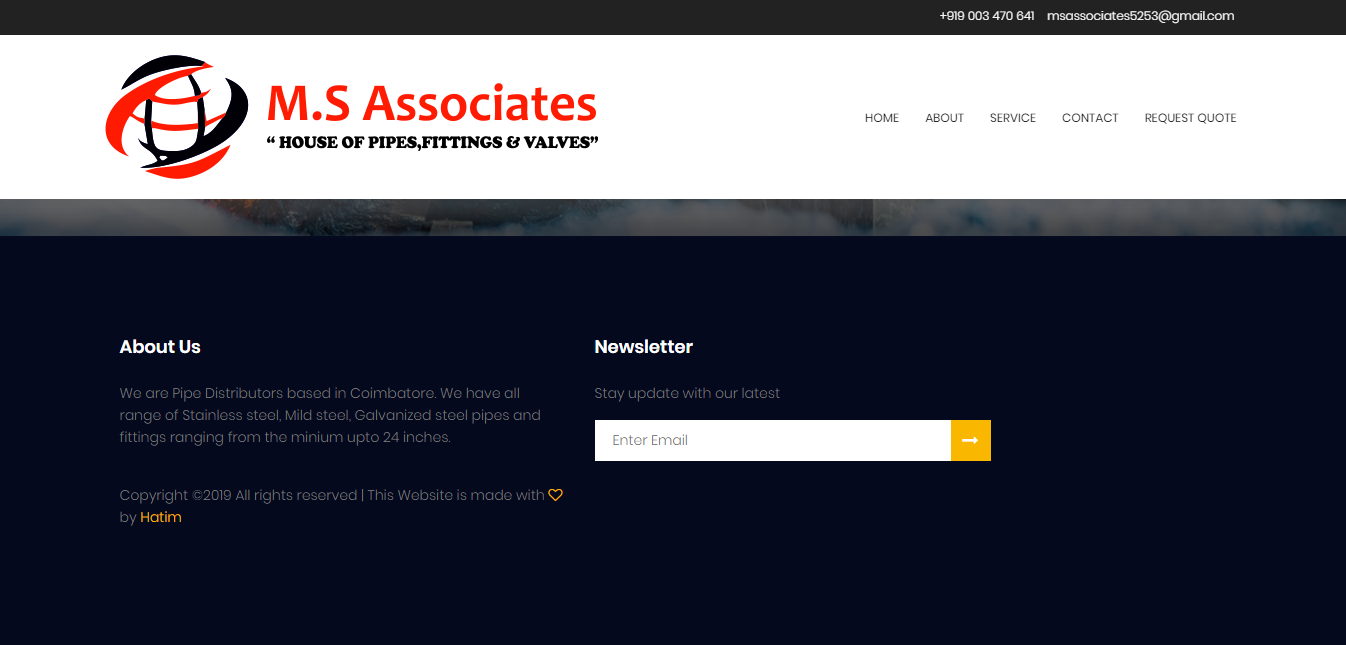 +919 003 470 641 msassociates5253@gmail.com
M.S Associates
“ HOUSE OF PIPES,FITTINGS & VALVES”
HOME ABOUT SERVICE CONTACT REQUEST QUOTE
About Us
We are Pipe Distributors based in Coimbatore. We have all
range of Stainless steel, Mild steel, Galvanized steel pipes and
fittings ranging from the minium upto 24 inches.
Copyright ©2019 All rights reserved | This Website is made with ♡
by Hatim
Newsletter
Stay update with our latest
Enter Email